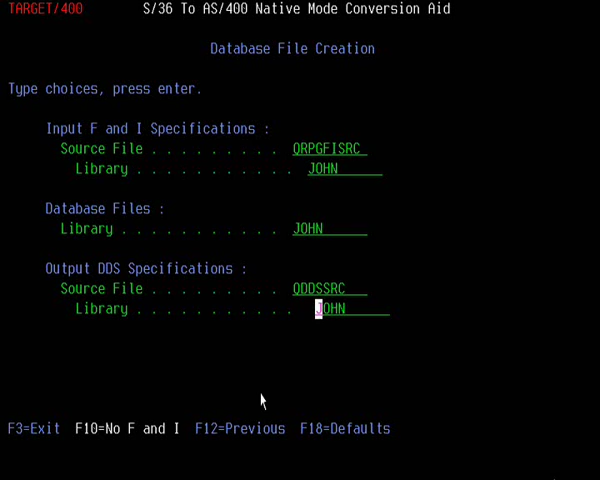 TARGET/400 S/36 To AS/400 Native Mode Conversion Aid
Database File Creation
Type choices, press enter.
Input F and I Specifications :
Source File . . . . . . . . . QRPGFISRC
Library . . . . . . . . . . . JOHN
Database Files :
Library . . . . . . . . . . . JOHN
Output DDS Specifications :
Source File . . . . . . . . . QDDSSRC
Library . . . . . . . . . . . JOHN
F3=Exit F10=No F and I F12=Previous F18=Defaults